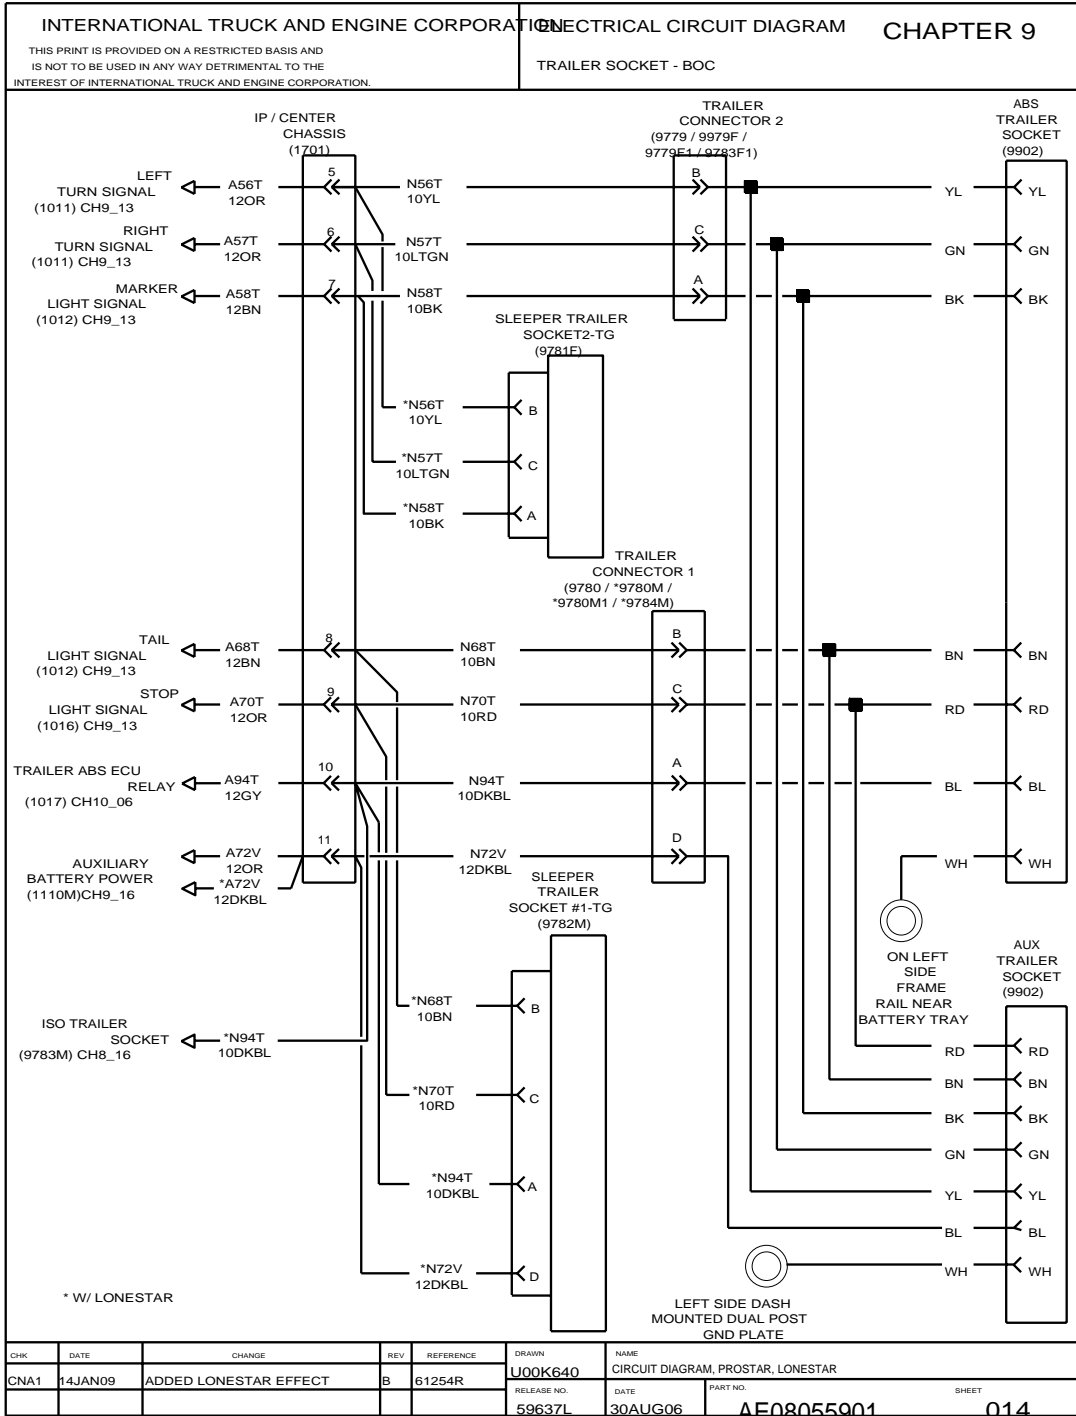 INTERNATIONAL TRUCK AND ENGINE CORPORATION
THIS PRINT IS PROVIDED ON A RESTRICTED BASIS AND
IS NOT TO BE USED IN ANY WAY DETRIMENTAL TO THE
INTEREST OF INTERNATIONAL TRUCK AND ENGINE CORPORATION.
ELECTRICAL CIRCUIT DIAGRAM
CHAPTER 9
TRAILER SOCKET - BOC
IP / CENTER
CHASSIS
(1701)
TRAILER
CONNECTOR 2
(9779 / 9979F /
9779F1 / 9783F1)
ABS
TRAILER
SOCKET
(9902)
LEFT
TURN SIGNAL
(1011) CH9_13
A56T
12OR
5
N56T
10YL
B
YL
YL
RIGHT
TURN SIGNAL
(1011) CH9_13
A57T
12OR
6
N57T
10LTGN
C
GN
GN
MARKER
LIGHT SIGNAL
(1012) CH9_13
A58T
12BN
7
N58T
10BK
A
BK
BK
SLEEPER TRAILER
SOCKET2-TG
(9781F)
*N56T
10YL
B
*N57T
10LTGN
C
*N58T
10BK
A
TRAILER
CONNECTOR 1
(9780 / *9780M /
*9780M1 / *9784M)
TAIL
LIGHT SIGNAL
(1012) CH9_13
A68T
12BN
8
N68T
10BN
B
BN
BN
STOP
LIGHT SIGNAL
(1016) CH9_13
A70T
12OR
9
N70T
10RD
C
RD
RD
TRAILER ABS ECU
RELAY
(1017) CH10_06
A94T
12GY
10
N94T
10DKBL
A
BL
BL
AUXILIARY
BATTERY POWER
(1110M)CH9_16
A72V
12OR
*A72V
12DKBL
11
N72V
12DKBL
D
WH
WH
SLEEPER
TRAILER
SOCKET #1-TG
(9782M)
ON LEFT
SIDE
FRAME
RAIL NEAR
BATTERY TRAY
AUX
TRAILER
SOCKET
(9902)
*N68T
10BN
B
ISO TRAILER
SOCKET
(9783M) CH8_16
*N94T
10DKBL
RD
RD
BN
BN
*N70T
10RD
C
BK
BK
GN
GN
*N94T
10DKBL
A
YL
YL
BL
BL
*N72V
12DKBL
D
WH
WH
* W/ LONESTAR
LEFT SIDE DASH
MOUNTED DUAL POST
GND PLATE
CHK DATE CHANGE REV REFERENCE
CNA1 14JAN09 ADDED LONESTAR EFFECT B 61254R
DRAWN
U00K640
NAME
CIRCUIT DIAGRAM, PROSTAR, LONESTAR
RELEASE NO.
59637L
DATE
30AUG06
PART NO.
AE08055901
SHEET
014